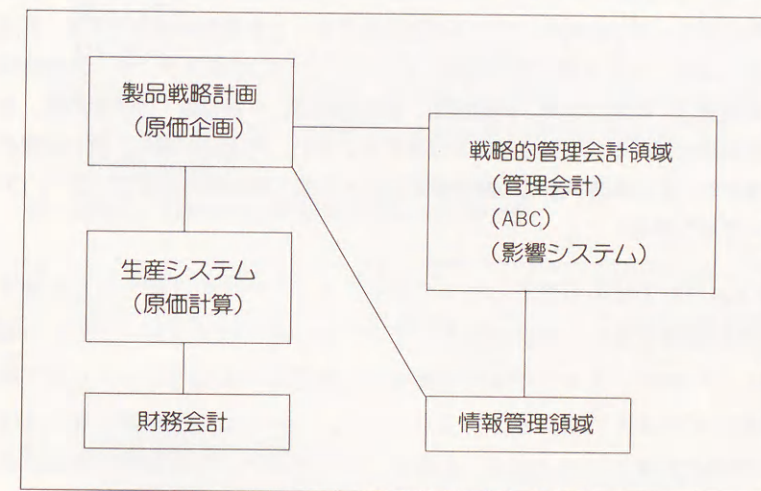 製品戦略計画
(原価企画)
戦略的管理会計領域
(管理会計)
(ABC)
(影響システム)
生産システム
(原価計算)
財務会計
情報管理領域